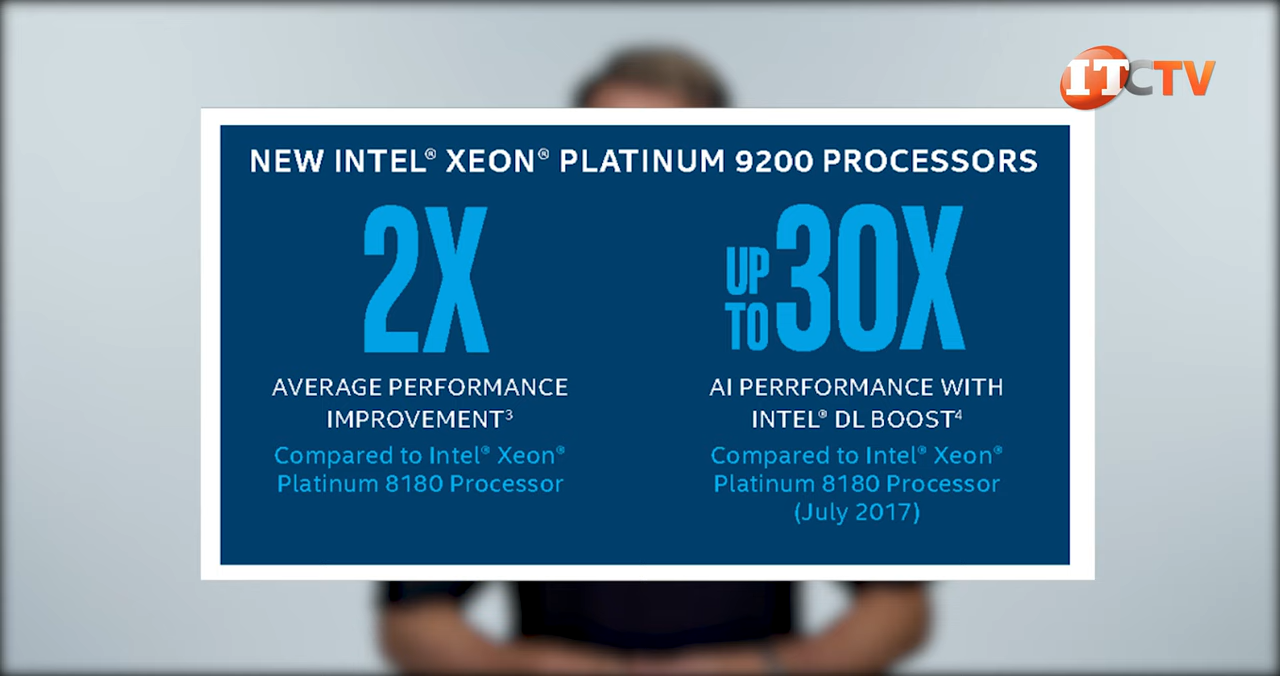 ITCTV
NEW INTEL® XEON® PLATINUM 9200 PROCESSORS
2X
AVERAGE PERFORMANCE
IMPROVEMENT³
Compared to Intel® Xeon®
Platinum 8180 Processor
UP
TO 30X
AI PERRFORMANCE WITH
INTEL® DL BOOST⁴
Compared to Intel® Xeon®
Platinum 8180 Processor
(July 2017)